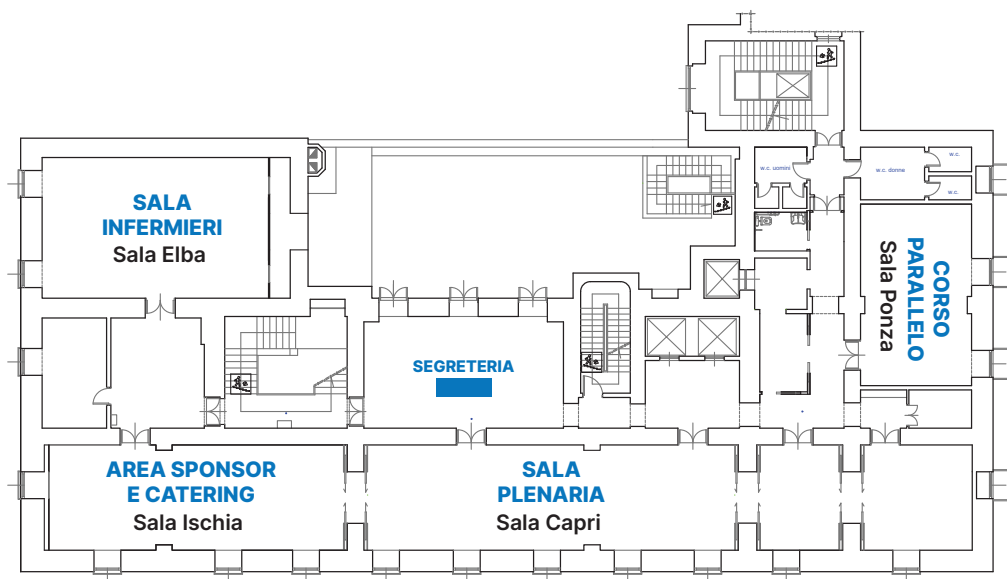 SALA
INFERMIERI
Sala Elba
w.c. uomini
w.c. donne
w.c.
w.c.
CORSO
PARALLELO
Sala Ponza
SEGRETERIA
AREA SPONSOR
E CATERING
Sala Ischia
SALA
PLENARIA
Sala Capri